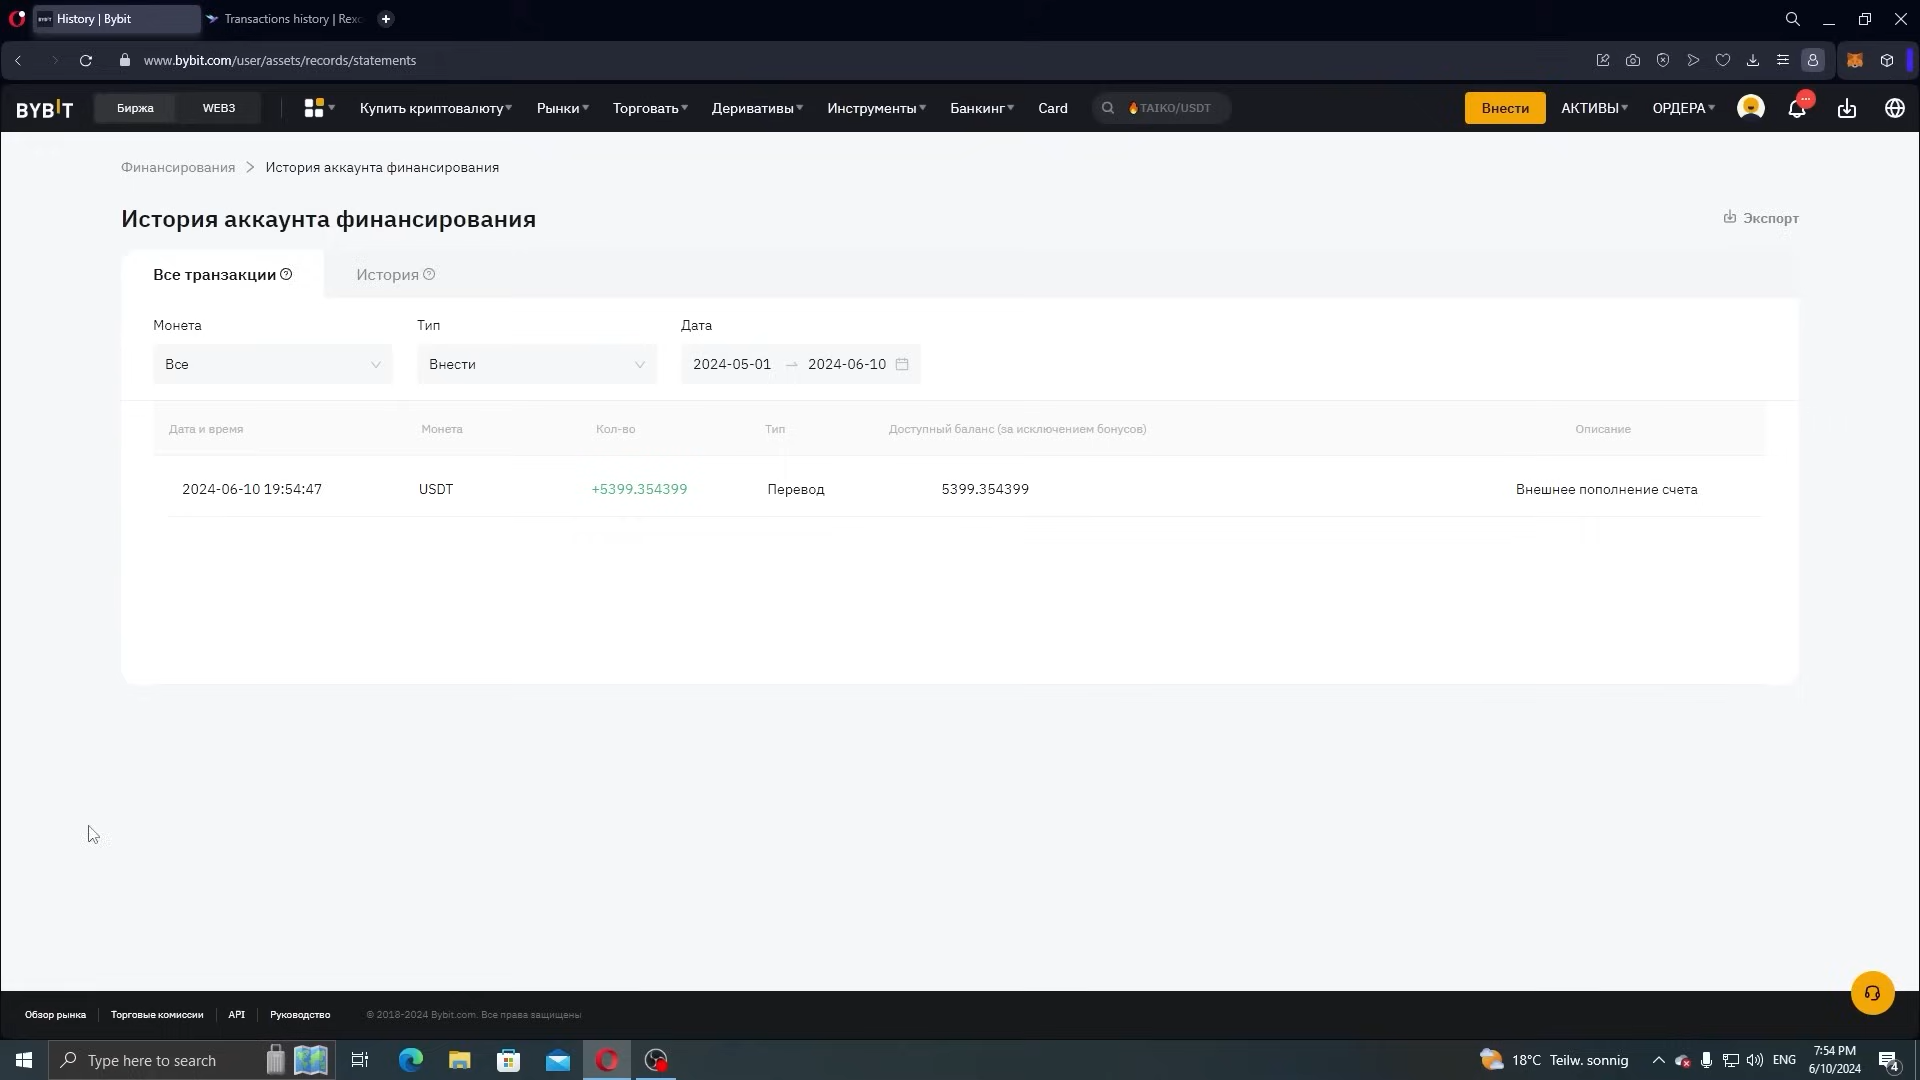 History | Bybit
Transactions history | Rexc
www.bybit.com/user/assets/records/statements
BYBIT
Биржа
WEB3
Купить криптовалюту
Рынки
Торговать
Деривативы
Инструменты
Банкинг
Card
TAIKO/USDT
Внести
АКТИВЫ
ОРДЕРА
Финансирования > История аккаунта финансирования
История аккаунта финансирования
Экспорт
Все транзакции
История
Монета
Тип
Дата
Все
Внести
2024-05-01 → 2024-06-10
Дата и время
Монета
Кол-во
Тип
Доступный баланс (за исключением бонусов)
Описание
2024-06-10 19:54:47
USDT
+5399.354399
Перевод
5399.354399
Внешнее пополнение счета
Обзор рынка
Торговые комиссии
API
Руководство
© 2018-2024 Bybit.com. Все права защищены
Type here to search
18°C Teilw. sonnig
ENG
7:54 PM
6/10/2024
4